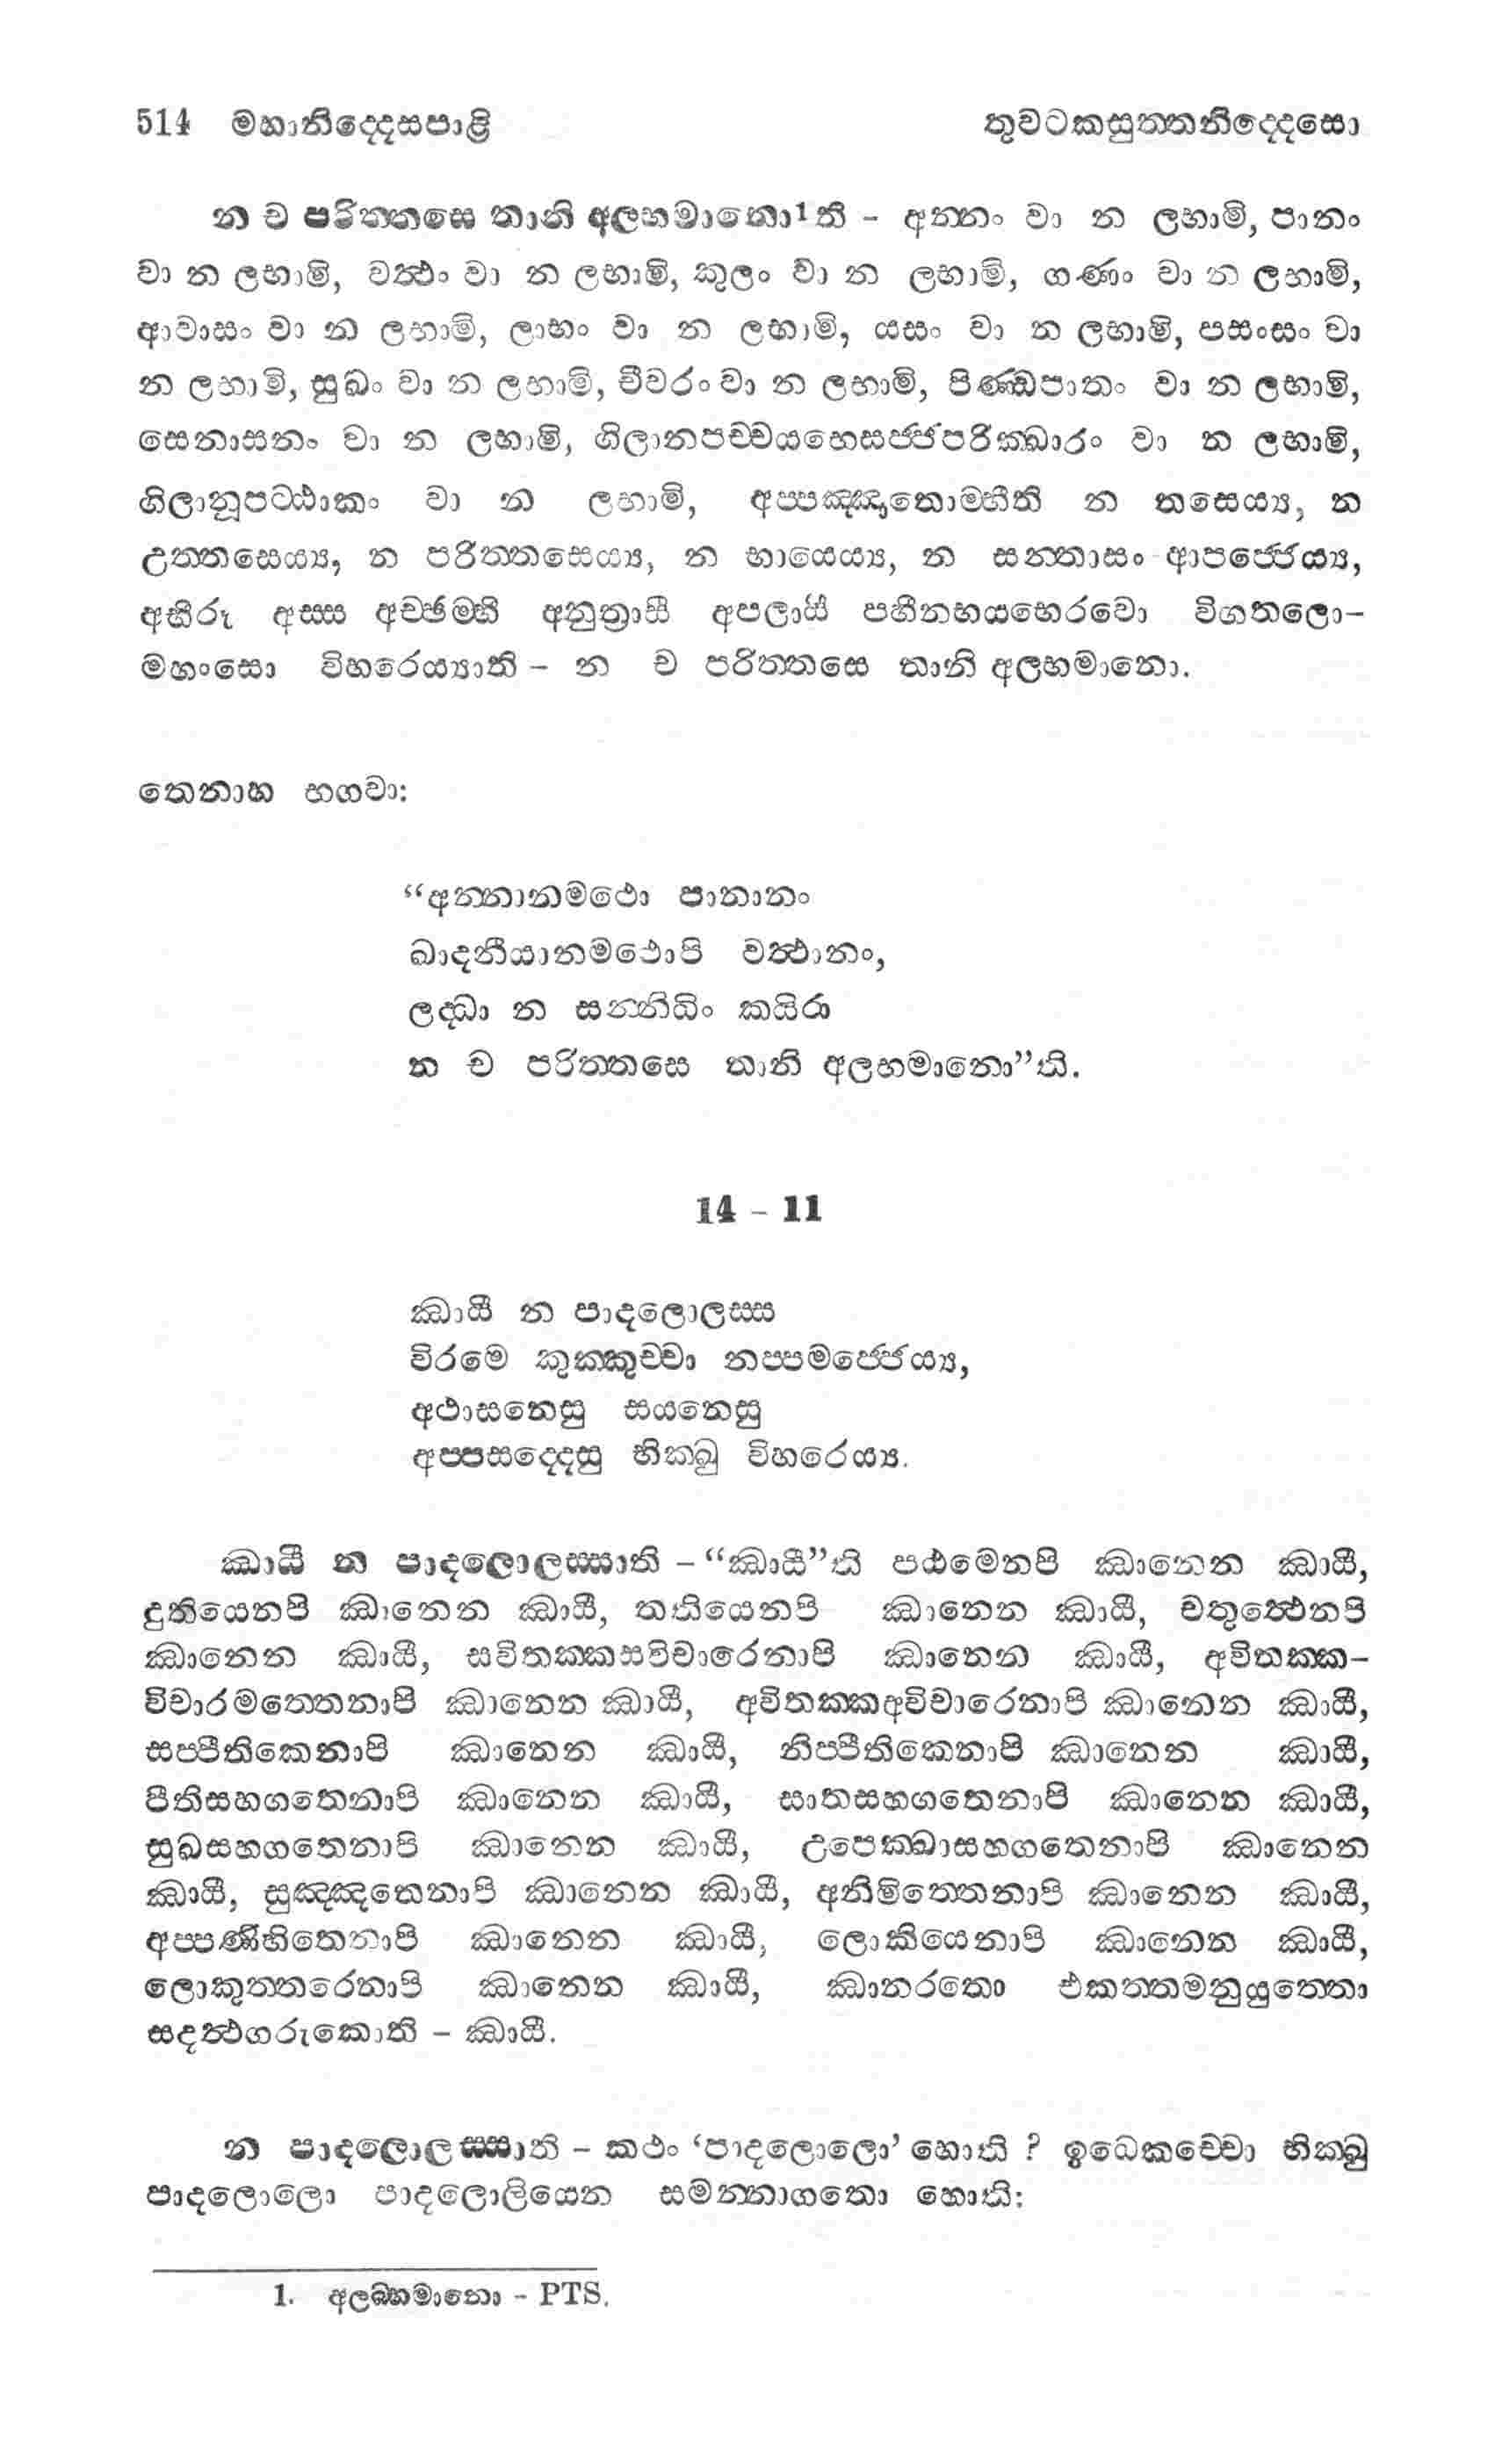 514 මහානිද්දෙසපාළි තුවටකසුත්තනිද්දෙසො
න ච පරිත්තසෙ තානි අලභමානො1ති – අන්නං වා න ලභාමි, පානං
වා න ලභාමි, වත්ථං වා න ලභාමි, කුලං වා න ලභාමි, ගණං වා න ලභාමි,
ආවාසං වා න ලභාමි, ලාභං වා න ලභාමි, යසං වා න ලභාමි, පසංසං වා
න ලභාමි, සුඛං වා න ලභාමි, චීවරං වා න ලභාමි, පිණ්ඩපාතං වා න ලභාමි,
සෙනාසනං වා න ලභාමි, ගිලානපච්චයභෙසජ්ජපරික්ඛාරං වා න ලභාමි,
ගිලානූපට්ඨාකං වා න ලභාමි, අප්පඤ්ඤාතොම්හීති න තසෙය්‍ය, න
උත්තසෙය්‍ය, න පරිත්තසෙය්‍ය, න භායෙය්‍ය, න සන්තාසං ආපජ්ජෙය්‍ය,
අභීරූ අස්ස අච්ඡම්භී අනුත්‍රාසී අපලායී පහීනභයභෙරවො විගතලො-
මහංසො විහරෙය්‍යාති – න ච පරිත්තසෙ තානි අලභමානො.
තෙනාහ භගවා:
“අන්නානමථො පානානං
ඛාදනීයානමථොපි වත්ථානං,
ලද්ධා න සන්නිධිං කයිරා
න ච පරිත්තසෙ තානි අලභමානො”ති.
14 – 11
ඣායී න පාදලොලස්ස
විරමෙ කුක්කුච්චා නප්පමජ්ජෙය්‍ය,
අථාසනෙසු සයනෙසු
අප්පසද්දෙසු භික්ඛු විහරෙය්‍ය.
ඣායී න පාදලොලස්සාති – “ඣායී”ති පඨමෙනපි ඣානෙන ඣායී,
දුතියෙනපි ඣානෙන ඣායී, තතියෙනපි ඣානෙන ඣායී, චතුත්ථෙනපි
ඣානෙන ඣායී, සවිතක්කසවිචාරෙනාපි ඣානෙන ඣායී, අවිතක්ක-
විචාරමත්තෙනාපි ඣානෙන ඣායී, අවිතක්කඅවිචාරෙනාපි ඣානෙන ඣායී,
සප්පීතිකෙනාපි ඣානෙන ඣායී, නිප්පීතිකෙනාපි ඣානෙන ඣායී,
පීතිසහගතෙනාපි ඣානෙන ඣායී, සාතසහගතෙනාපි ඣානෙන ඣායී,
සුඛසහගතෙනාපි ඣානෙන ඣායී, උපෙක්ඛාසහගතෙනාපි ඣානෙන
ඣායී, සුඤ්ඤතෙනාපි ඣානෙන ඣායී, අනිමිත්තෙනාපි ඣානෙන ඣායී,
අප්පණිහිතෙනාපි ඣානෙන ඣායී, ලොකියෙනාපි ඣානෙන ඣායී,
ලොකුත්තරෙනාපි ඣානෙන ඣායී, ඣානරතො එකත්තමනුයුත්තො
සදත්ථගරුකොති – ඣායී.
න පාදලොලස්සාති – කථං ‘පාදලොලො’ හොති ? ඉධෙකච්චො භික්ඛු
පාදලොලො පාදලොලියෙන සමන්නාගතො හොති:
1. අලබ්භමානො – PTS.